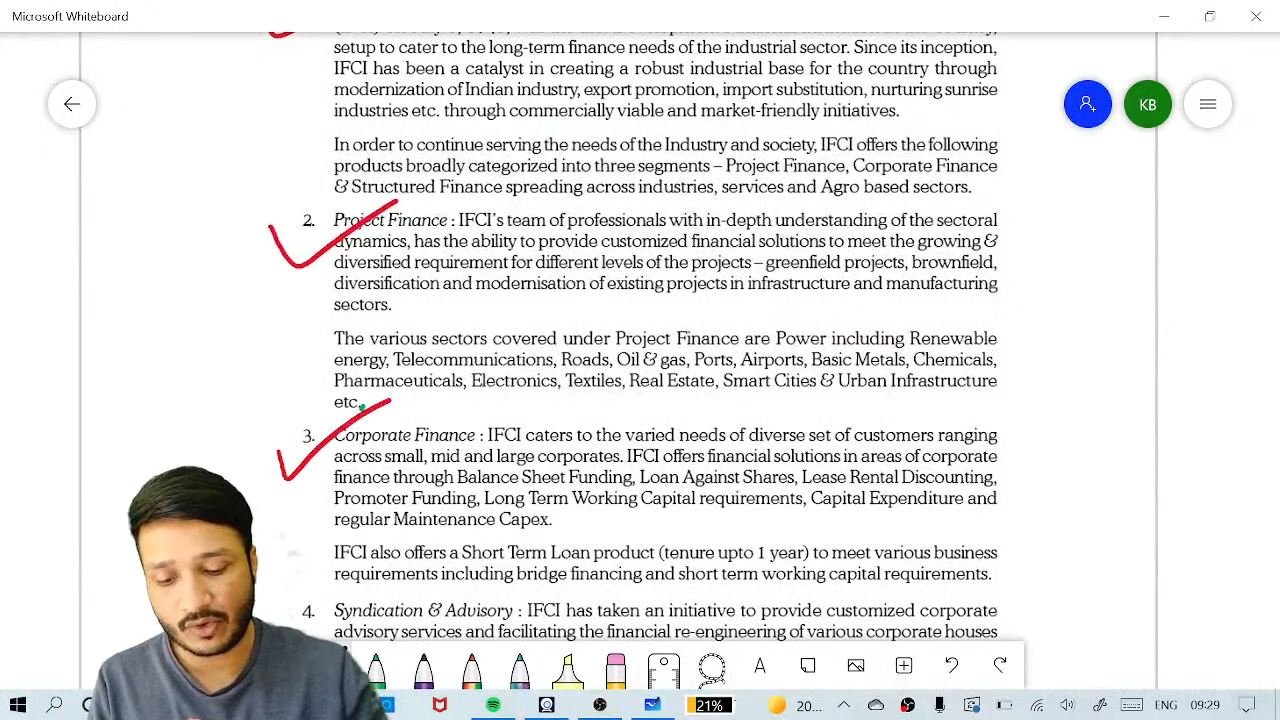 Microsoft Whiteboard
setup to cater to the long-term finance needs of the industrial sector. Since its inception,
IFCI has been a catalyst in creating a robust industrial base for the country through
modernization of Indian industry, export promotion, import substitution, nurturing sunrise
industries etc. through commercially viable and market-friendly initiatives.
KB
In order to continue serving the needs of the Industry and society, IFCI offers the following
products broadly categorized into three segments – Project Finance, Corporate Finance
& Structured Finance spreading across industries, services and Agro based sectors.
2. Project Finance : IFCI's team of professionals with in-depth understanding of the sectoral
dynamics, has the ability to provide customized financial solutions to meet the growing &
diversified requirement for different levels of the projects – greenfield projects, brownfield,
diversification and modernisation of existing projects in infrastructure and manufacturing
sectors.
The various sectors covered under Project Finance are Power including Renewable
energy, Telecommunications, Roads, Oil & gas, Ports, Airports, Basic Metals, Chemicals,
Pharmaceuticals, Electronics, Textiles, Real Estate, Smart Cities & Urban Infrastructure
etc.
3. Corporate Finance : IFCI caters to the varied needs of diverse set of customers ranging
across small, mid and large corporates. IFCI offers financial solutions in areas of corporate
finance through Balance Sheet Funding, Loan Against Shares, Lease Rental Discounting,
Promoter Funding, Long Term Working Capital requirements, Capital Expenditure and
regular Maintenance Capex.
IFCI also offers a Short Term Loan product (tenure upto 1 year) to meet various business
requirements including bridge financing and short term working capital requirements.
4. Syndication & Advisory : IFCI has taken an initiative to provide customized corporate
advisory services and facilitating the financial re-engineering of various corporate houses
A
21% 20... ENG 09:29